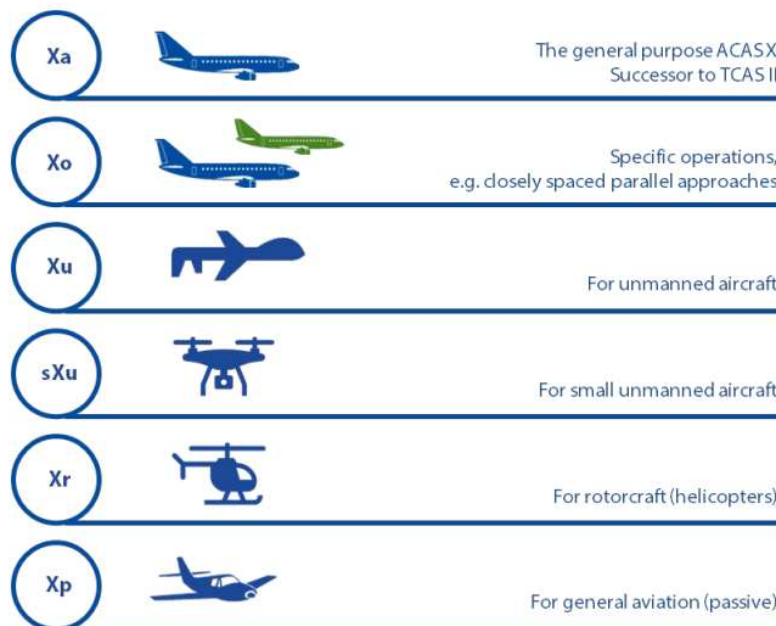 Xa
The general purpose ACAS X
Successor to TCAS II
Xo
Specific operations,
e.g. closely spaced parallel approaches
Xu
For unmanned aircraft
sXu
For small unmanned aircraft
Xr
For rotorcraft (helicopters)
Xp
For general aviation (passive)